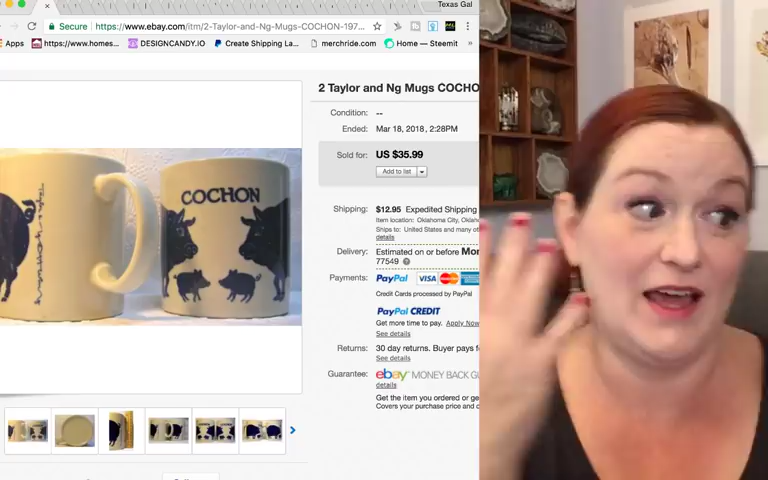 Texas Gal
Secure https://www.ebay.com/itm/2-Taylor-and-Ng-Mugs-COCHON-197...
Apps https://www.homes... DESIGNCANDY.IO Create Shipping La... merchride.com Home — Steemit »
2 Taylor and Ng Mugs COCHO
Condition: --
Ended: Mar 18, 2018, 2:28PM
Sold for: US $35.99
Add to list
Shipping: $12.95 Expedited Shipping
Item location: Oklahoma City, Oklah
Ships to: United States and many o
details
Delivery: Estimated on or before Mon
77549
Payments: PayPal VISA MasterCard
Credit Cards processed by PayPal
PayPal CREDIT
Get more time to pay. Apply Now
See details
Returns: 30 day returns. Buyer pays f
See details
Guarantee: ebay MONEY BACK GU
details
Get the item you ordered or ge
Covers your purchase price and o
COCHON